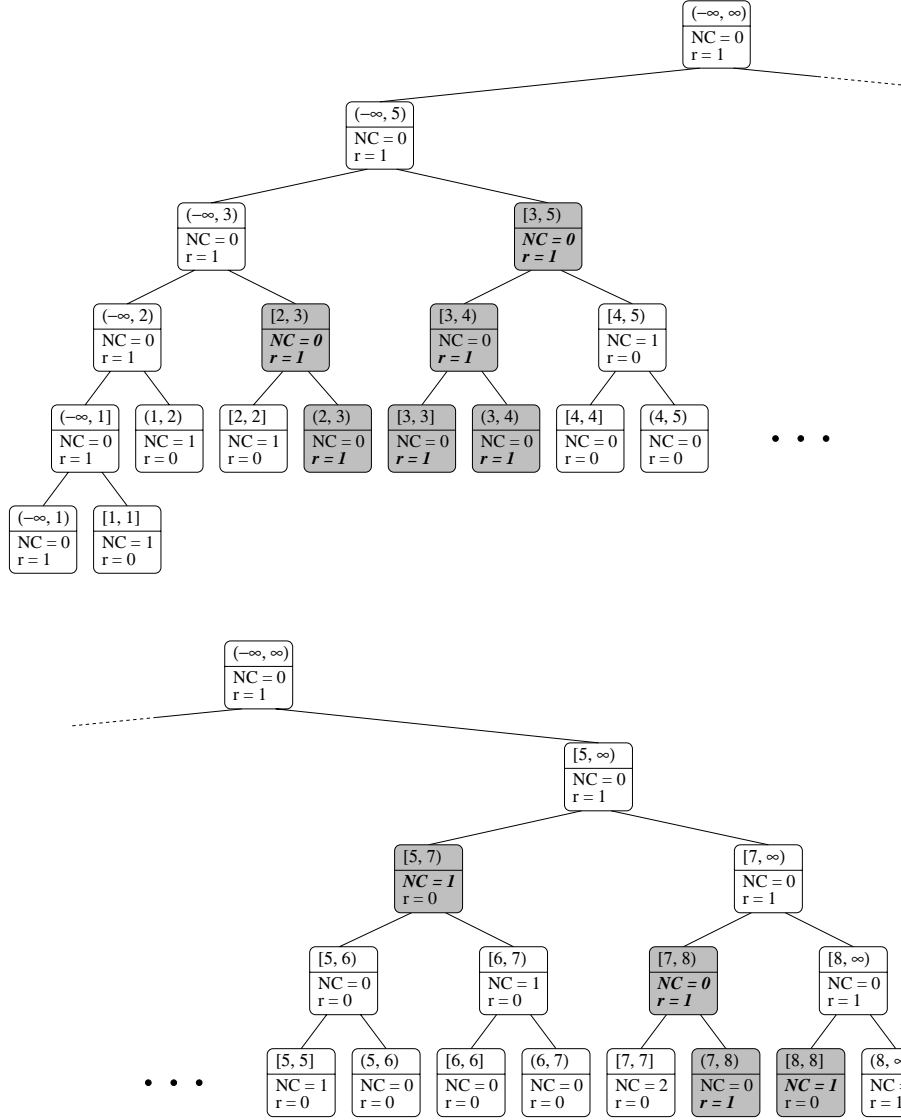 (−∞, ∞)
NC = 0
r = 1
(−∞, 5)
NC = 0
r = 1
(−∞, 3)
NC = 0
r = 1
[3, 5)
NC = 0
r = 1
(−∞, 2)
NC = 0
r = 1
[2, 3)
NC = 0
r = 1
[3, 4)
NC = 0
r = 1
[4, 5)
NC = 1
r = 0
(−∞, 1]
NC = 0
r = 1
(1, 2)
NC = 1
r = 0
[2, 2]
NC = 1
r = 0
(2, 3)
NC = 0
r = 1
[3, 3]
NC = 0
r = 1
(3, 4)
NC = 0
r = 1
[4, 4]
NC = 0
r = 0
(4, 5)
NC = 0
r = 0
• • •
(−∞, 1)
NC = 0
r = 1
[1, 1]
NC = 1
r = 0
(−∞, ∞)
NC = 0
r = 1
[5, ∞)
NC = 0
r = 1
[5, 7)
NC = 1
r = 0
[7, ∞)
NC = 0
r = 1
[5, 6)
NC = 0
r = 0
[6, 7)
NC = 1
r = 0
[7, 8)
NC = 0
r = 1
[8, ∞)
NC = 0
r = 1
• • •
[5, 5]
NC = 1
r = 0
(5, 6)
NC = 0
r = 0
[6, 6]
NC = 0
r = 0
(6, 7)
NC = 0
r = 0
[7, 7]
NC = 2
r = 0
(7, 8)
NC = 0
r = 1
[8, 8]
NC = 1
r = 0
(8, ∞
NC =
r = 1